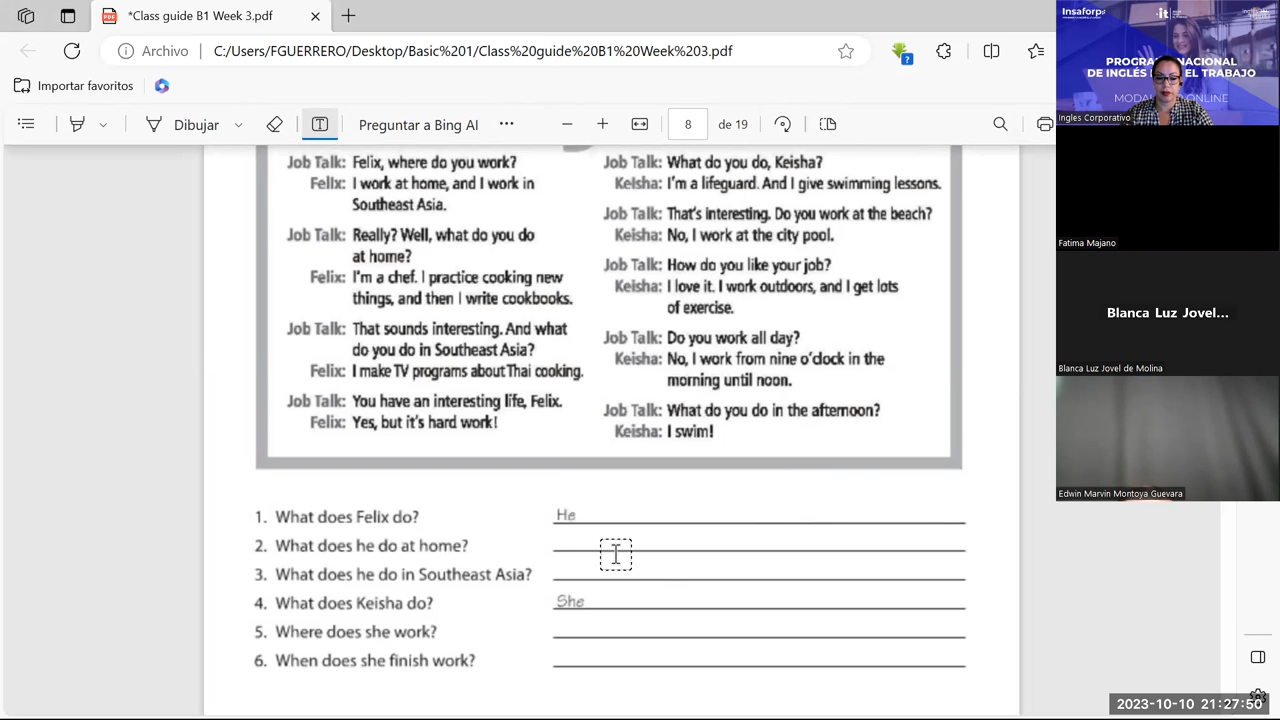 *Class guide B1 Week 3.pdf
Archivo
C:/Users/FGUERRERO/Desktop/Basic%201/Class%20guide%20B1%20Week%203.pdf
Importar favoritos
Dibujar
Preguntar a Bing AI
8
de 19
Job Talk: Felix, where do you work?
Felix: I work at home, and I work in
Southeast Asia.
Job Talk: Really? Well, what do you do
at home?
Felix: I'm a chef. I practice cooking new
things, and then I write cookbooks.
Job Talk: That sounds interesting. And what
do you do in Southeast Asia?
Felix: I make TV programs about Thai cooking.
Job Talk: You have an interesting life, Felix.
Felix: Yes, but it's hard work!
Job Talk: What do you do, Keisha?
Keisha: I'm a lifeguard. And I give swimming lessons.
Job Talk: That's interesting. Do you work at the beach?
Keisha: No, I work at the city pool.
Job Talk: How do you like your job?
Keisha: I love it. I work outdoors, and I get lots
of exercise.
Job Talk: Do you work all day?
Keisha: No, I work from nine o'clock in the
morning until noon.
Job Talk: What do you do in the afternoon?
Keisha: I swim!
1. What does Felix do? He
2. What does he do at home?
3. What does he do in Southeast Asia?
4. What does Keisha do? She
5. Where does she work?
6. When does she finish work?
Insaforp
it
PROGRAMA NACIONAL
DE INGLÉS EL TRABAJO
ONLINE
Ingles Corporativo
Fatima Majano
Blanca Luz Jovel...
Blanca Luz Jovel de Molina
Edwin Marvin Montoya Guevara
2023-10-10 21:27:50